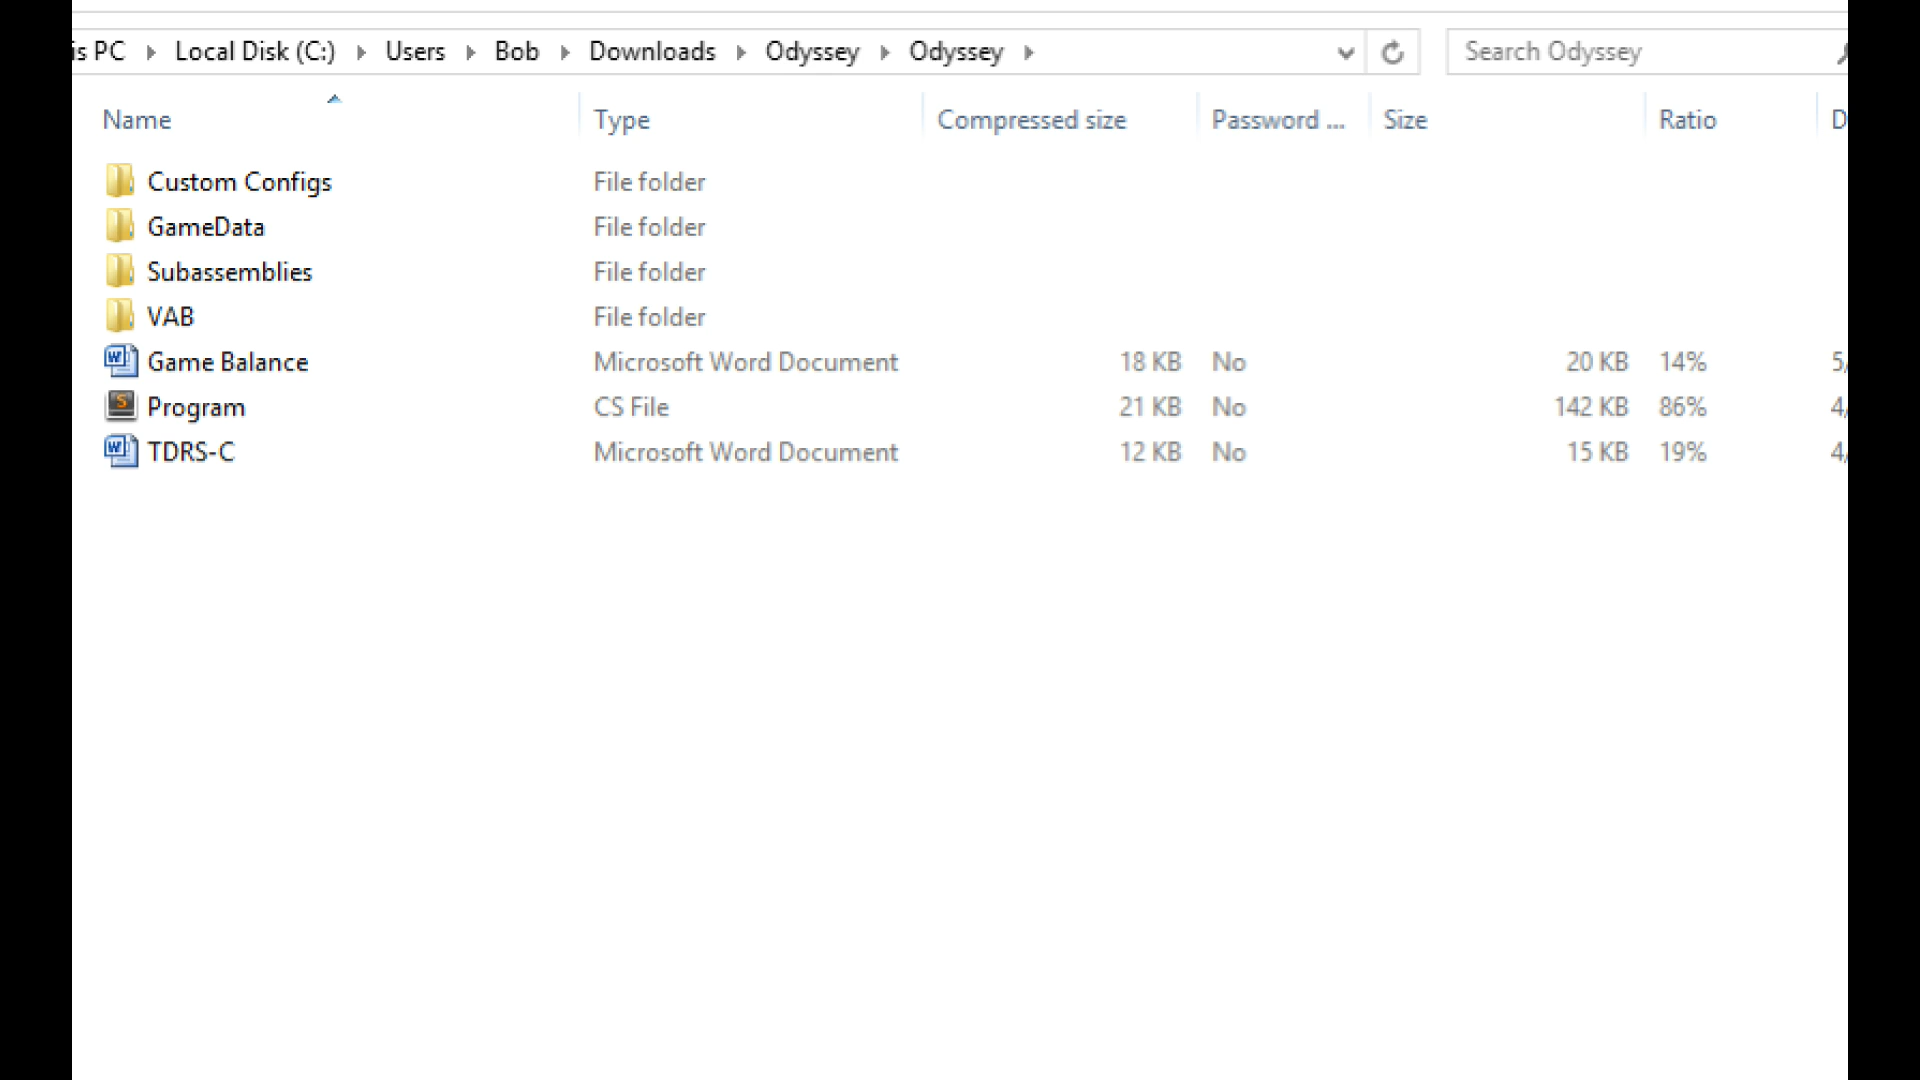 is PC Local Disk (C:) Users Bob Downloads Odyssey Odyssey Search Odyssey
Name Type Compressed size Password ... Size Ratio D
Custom Configs File folder
GameData File folder
Subassemblies File folder
VAB File folder
Game Balance Microsoft Word Document 18 KB No 20 KB 14% 5/
Program CS File 21 KB No 142 KB 86% 4/
TDRS-C Microsoft Word Document 12 KB No 15 KB 19% 4/